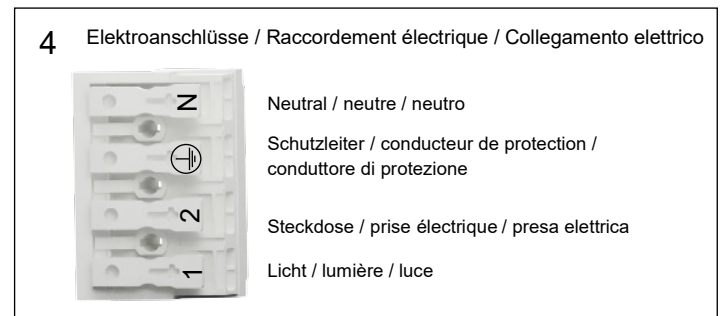 4 Elektroanschlüsse / Raccordement électrique / Collegamento elettrico
N
Neutral / neutre / neutro
Schutzleiter / conducteur de protection /
conduttore di protezione
2
Steckdose / prise électrique / presa elettrica
1
Licht / lumière / luce